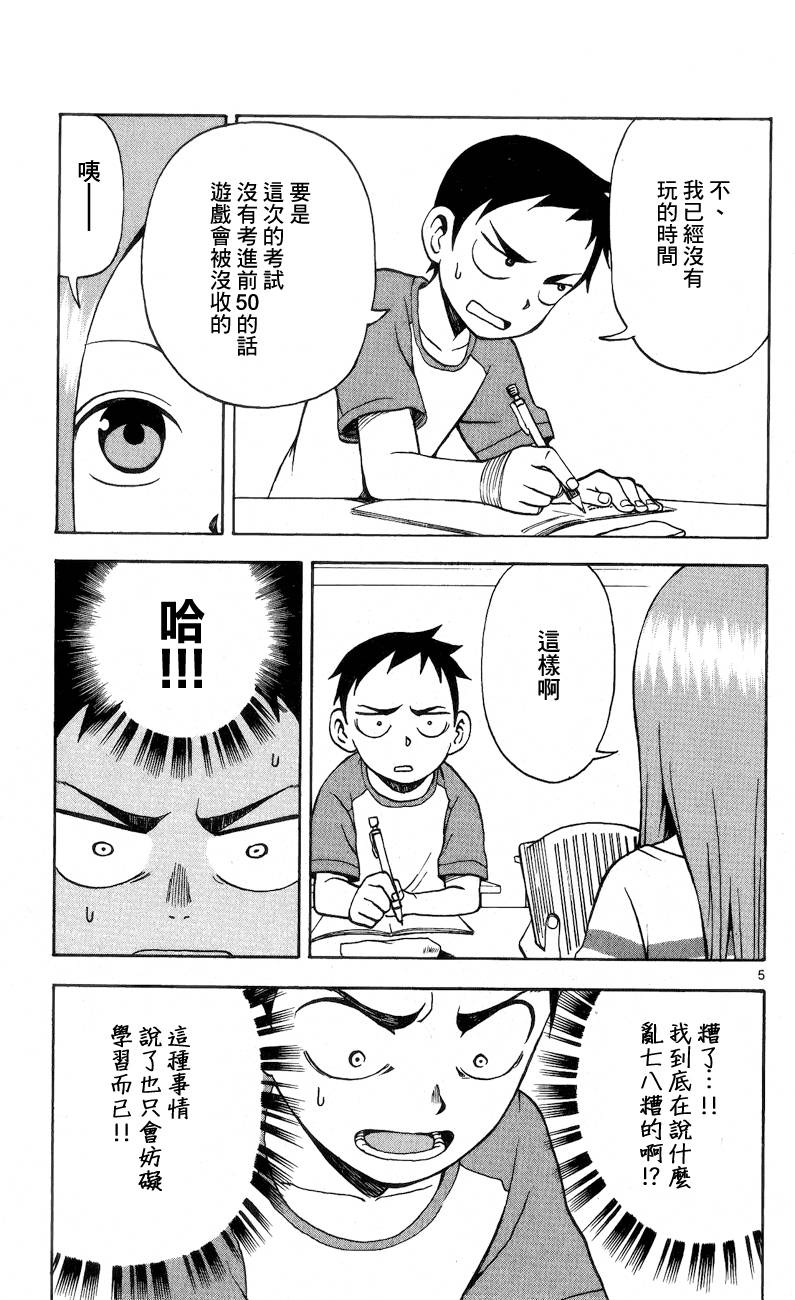 不、
我已經沒有
玩的時間
要是
這次的考試
沒有考進前50的話
遊戲會被沒收的
咦——
這樣啊
哈!!!
5
糟了…!!
我到底在說什麼
亂七八糟的啊!?
這種事情
說了也只會妨礙
學習而已!!